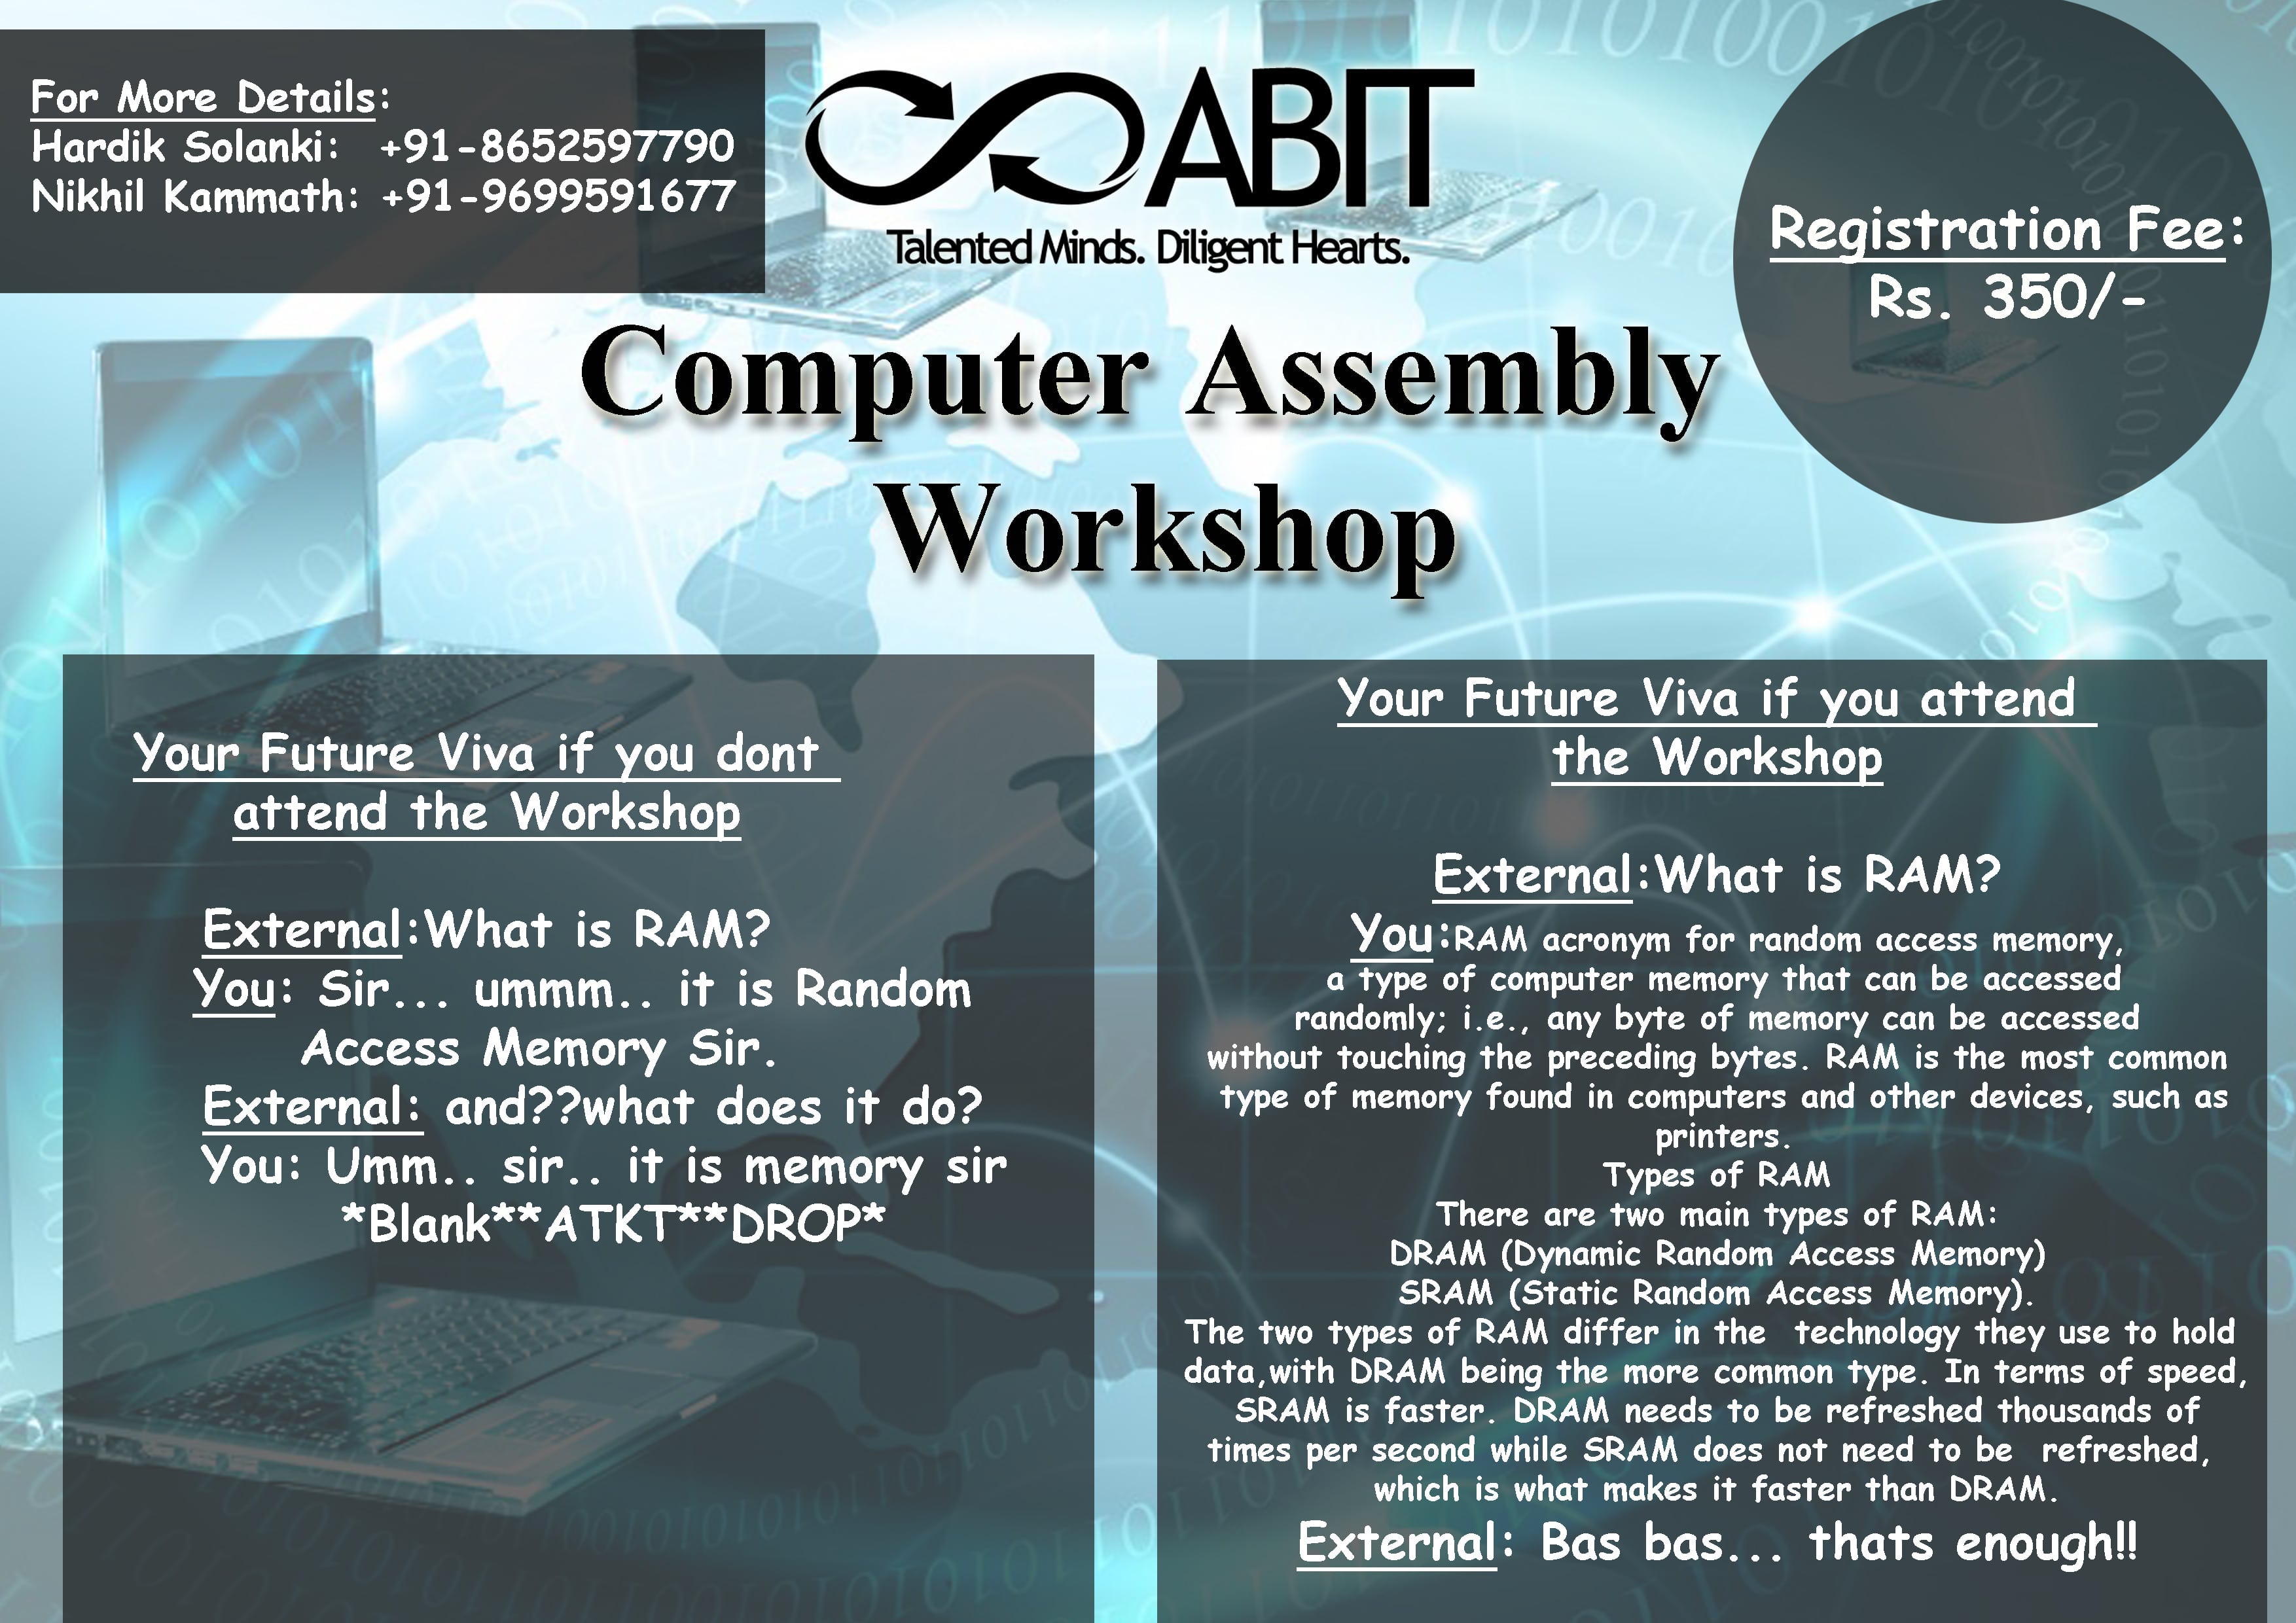 For More Details:
Hardik Solanki: +91-8652597790
Nikhil Kammath: +91-9699591677
ABIT
Talented Minds. Diligent Hearts.
Registration Fee:
Rs. 350/-
Computer Assembly
Workshop
Your Future Viva if you dont
attend the Workshop
External:What is RAM?
You: Sir... ummm.. it is Random
Access Memory Sir.
External: and??what does it do?
You: Umm.. sir.. it is memory sir
*Blank**ATKT**DROP*
Your Future Viva if you attend
the Workshop
External:What is RAM?
You:RAM acronym for random access memory,
a type of computer memory that can be accessed
randomly; i.e., any byte of memory can be accessed
without touching the preceding bytes. RAM is the most common
type of memory found in computers and other devices, such as
printers.
Types of RAM
There are two main types of RAM:
DRAM (Dynamic Random Access Memory)
SRAM (Static Random Access Memory).
The two types of RAM differ in the technology they use to hold
data,with DRAM being the more common type. In terms of speed,
SRAM is faster. DRAM needs to be refreshed thousands of
times per second while SRAM does not need to be refreshed,
which is what makes it faster than DRAM.
External: Bas bas... thats enough!!